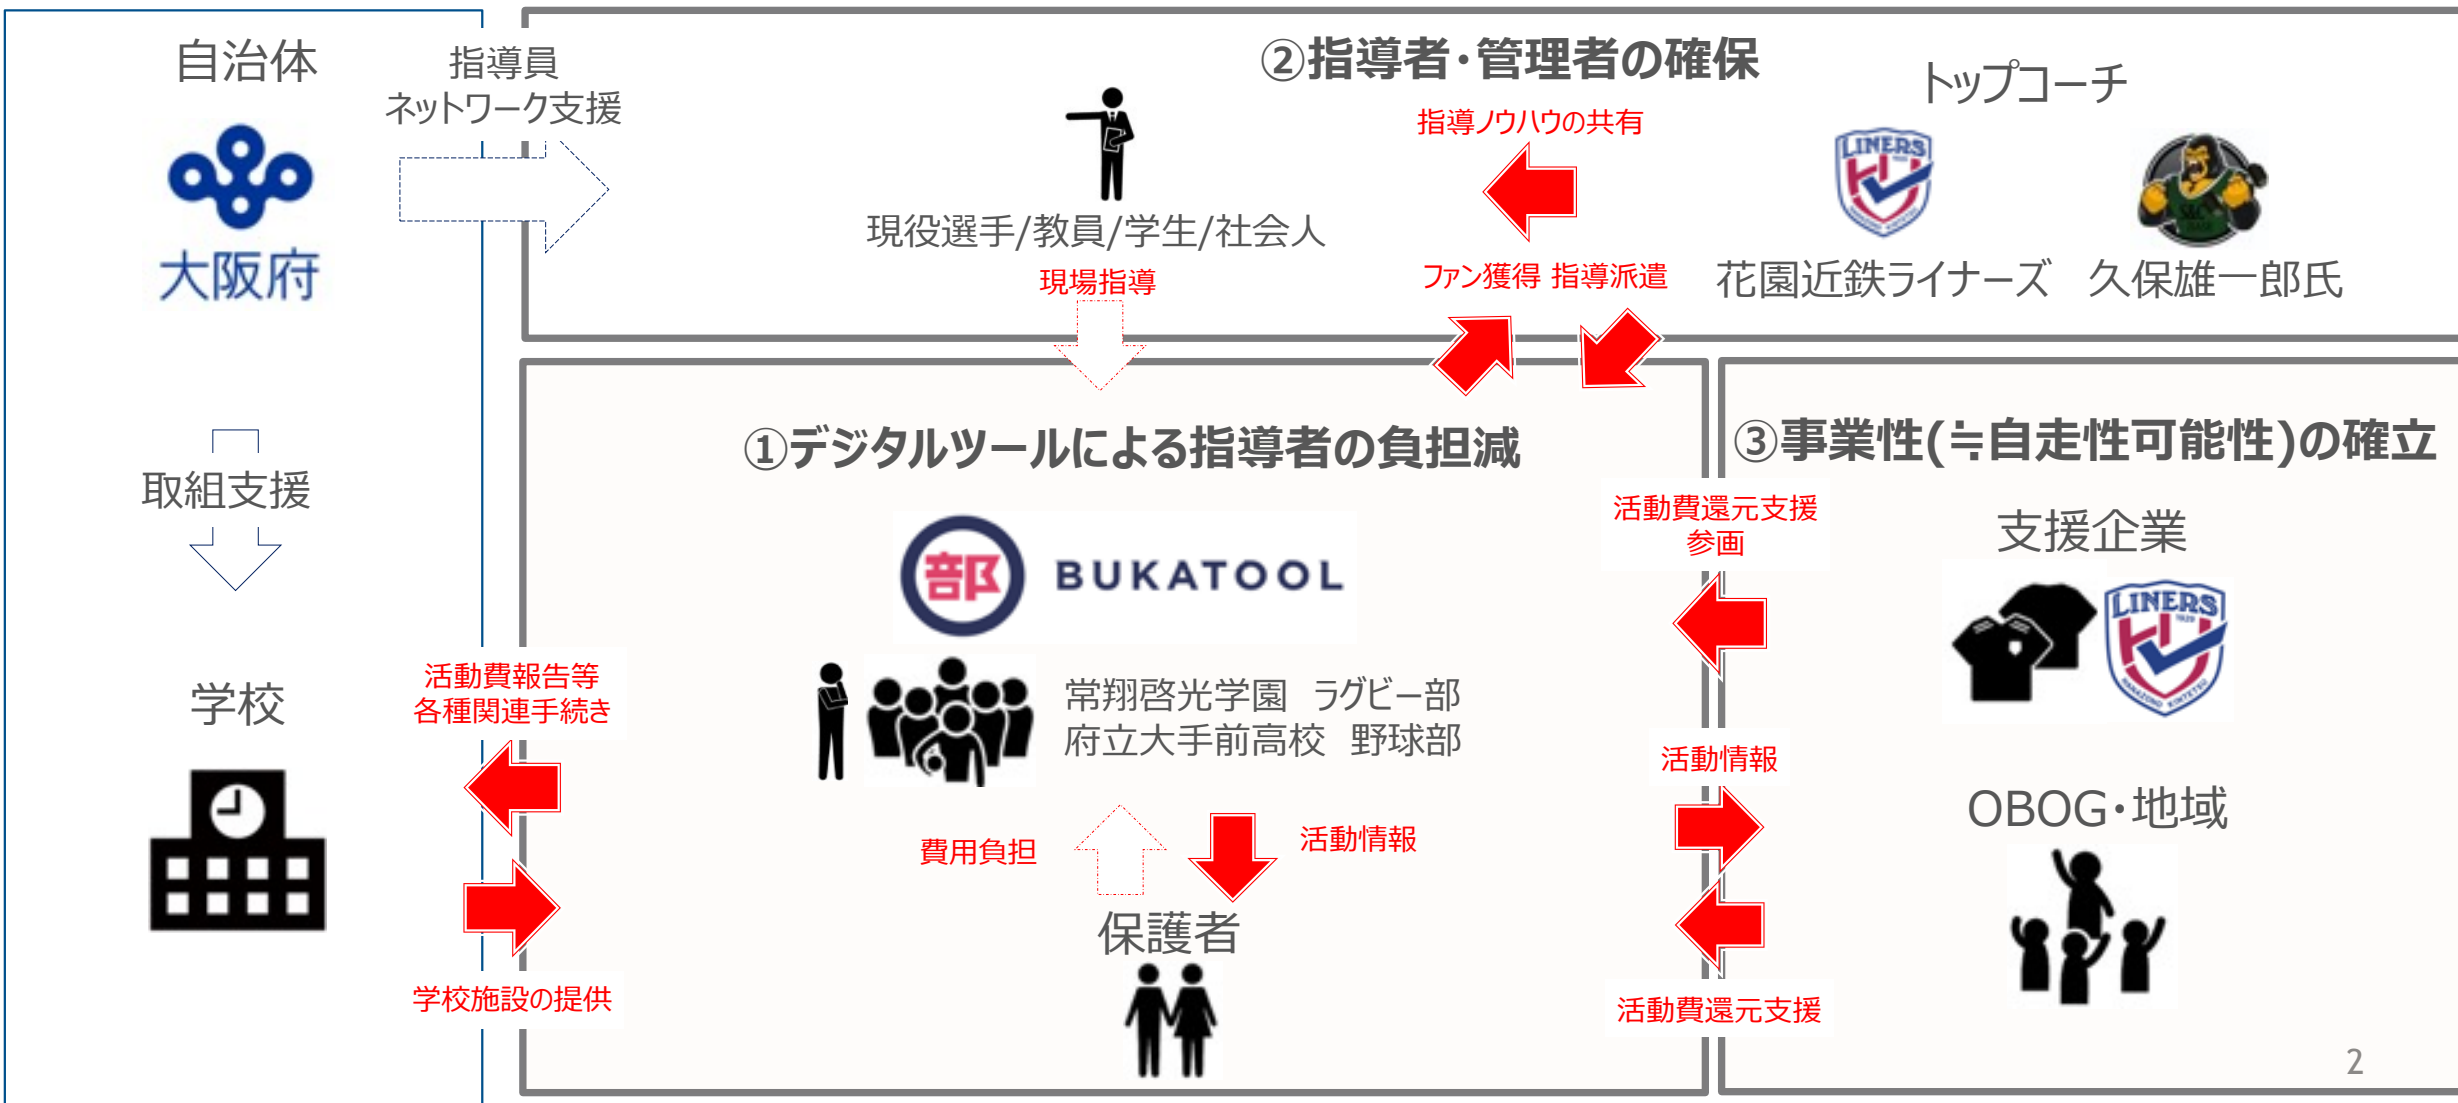 自治体
大阪府
取組支援
学校
指導員
ネットワーク支援
②指導者・管理者の確保
現役選手/教員/学生/社会人
現場指導
指導ノウハウの共有
ファン獲得 指導派遣
トップコーチ
LINERS
花園近鉄ライナーズ 久保雄一郎氏
①デジタルツールによる指導者の負担減
部 BUKATOOL
常翔啓光学園 ラグビー部
府立大手前高校 野球部
活動費報告等
各種関連手続き
学校施設の提供
費用負担
活動情報
保護者
③事業性(≒自走性可能性)の確立
活動費還元支援
参画
支援企業
LINERS
活動情報
OBOG・地域
活動費還元支援
2